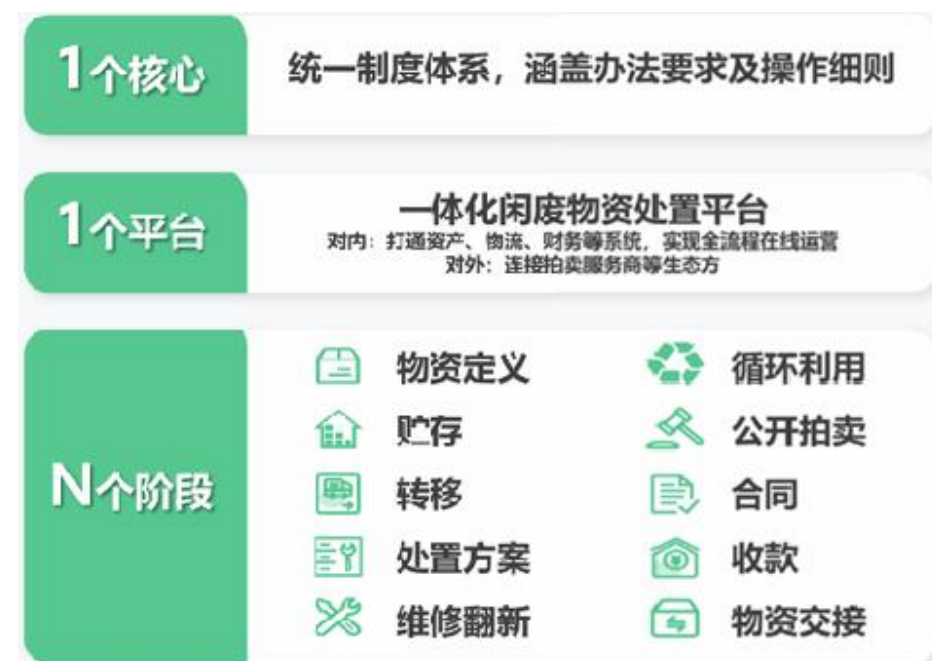 1个核心
统一制度体系，涵盖办法要求及操作细则
1个平台
一体化闲废物资处置平台
对内：打通资产、物流、财务等系统，实现全流程在线运营
对外：连接拍卖服务商等生态方
N个阶段
物资定义
循环利用
贮存
公开拍卖
转移
合同
处置方案
收款
维修翻新
物资交接